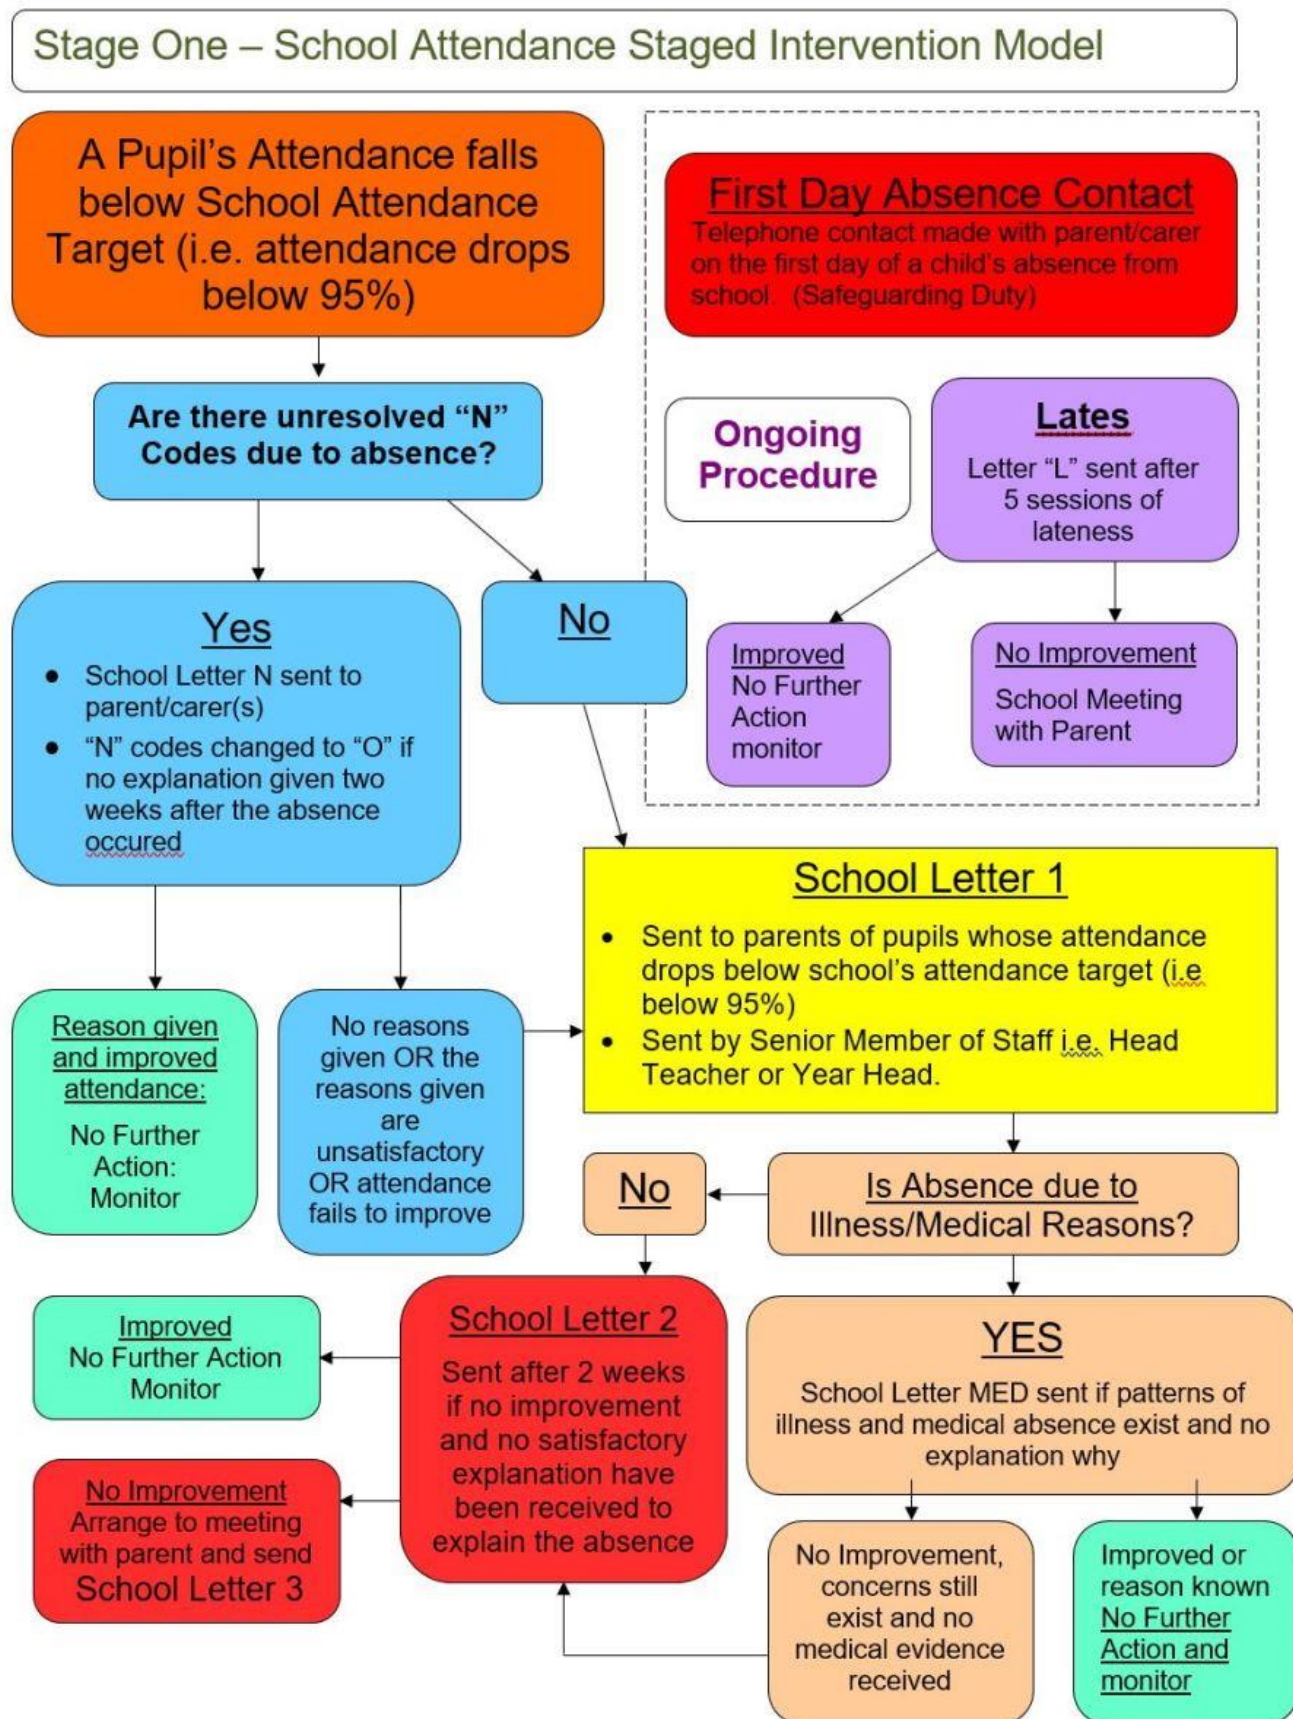 Stage One – School Attendance Staged Intervention Model
A Pupil’s Attendance falls
below School Attendance
Target (i.e. attendance drops
below 95%)
First Day Absence Contact
Telephone contact made with parent/carer
on the first day of a child’s absence from
school.  (Safeguarding Duty)
Are there unresolved “N”
Codes due to absence?
Ongoing
Procedure
Lates
Letter “L” sent after
5 sessions of
lateness
Yes
• School Letter N sent to
parent/carer(s)
• “N” codes changed to “O” if
no explanation given two
weeks after the absence
occured
No
Improved
No Further
Action
monitor
No Improvement
School Meeting
with Parent
School Letter 1
• Sent to parents of pupils whose attendance
drops below school’s attendance target (i.e
below 95%)
• Sent by Senior Member of Staff i.e. Head
Teacher or Year Head.
Reason given
and improved
attendance:
No Further
Action:
Monitor
No reasons
given OR the
reasons given
are
unsatisfactory
OR attendance
fails to improve
No
Is Absence due to
Illness/Medical Reasons?
Improved
No Further Action
Monitor
School Letter 2
Sent after 2 weeks
if no improvement
and no satisfactory
explanation have
been received to
explain the absence
YES
School Letter MED sent if patterns of
illness and medical absence exist and no
explanation why
No Improvement
Arrange to meeting
with parent and send
School Letter 3
No Improvement,
concerns still
exist and no
medical evidence
received
Improved or
reason known
No Further
Action and
monitor